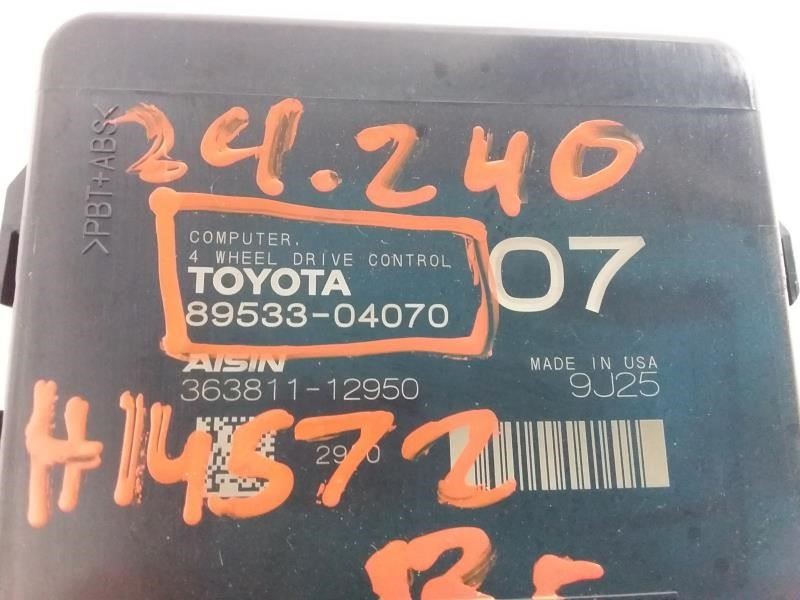 >PBT+ABS<
24.240
COMPUTER,
4 WHEEL DRIVE CONTROL
TOYOTA
89533-04070
07
AISIN
MADE IN USA
363811-12950
9J25
H14572